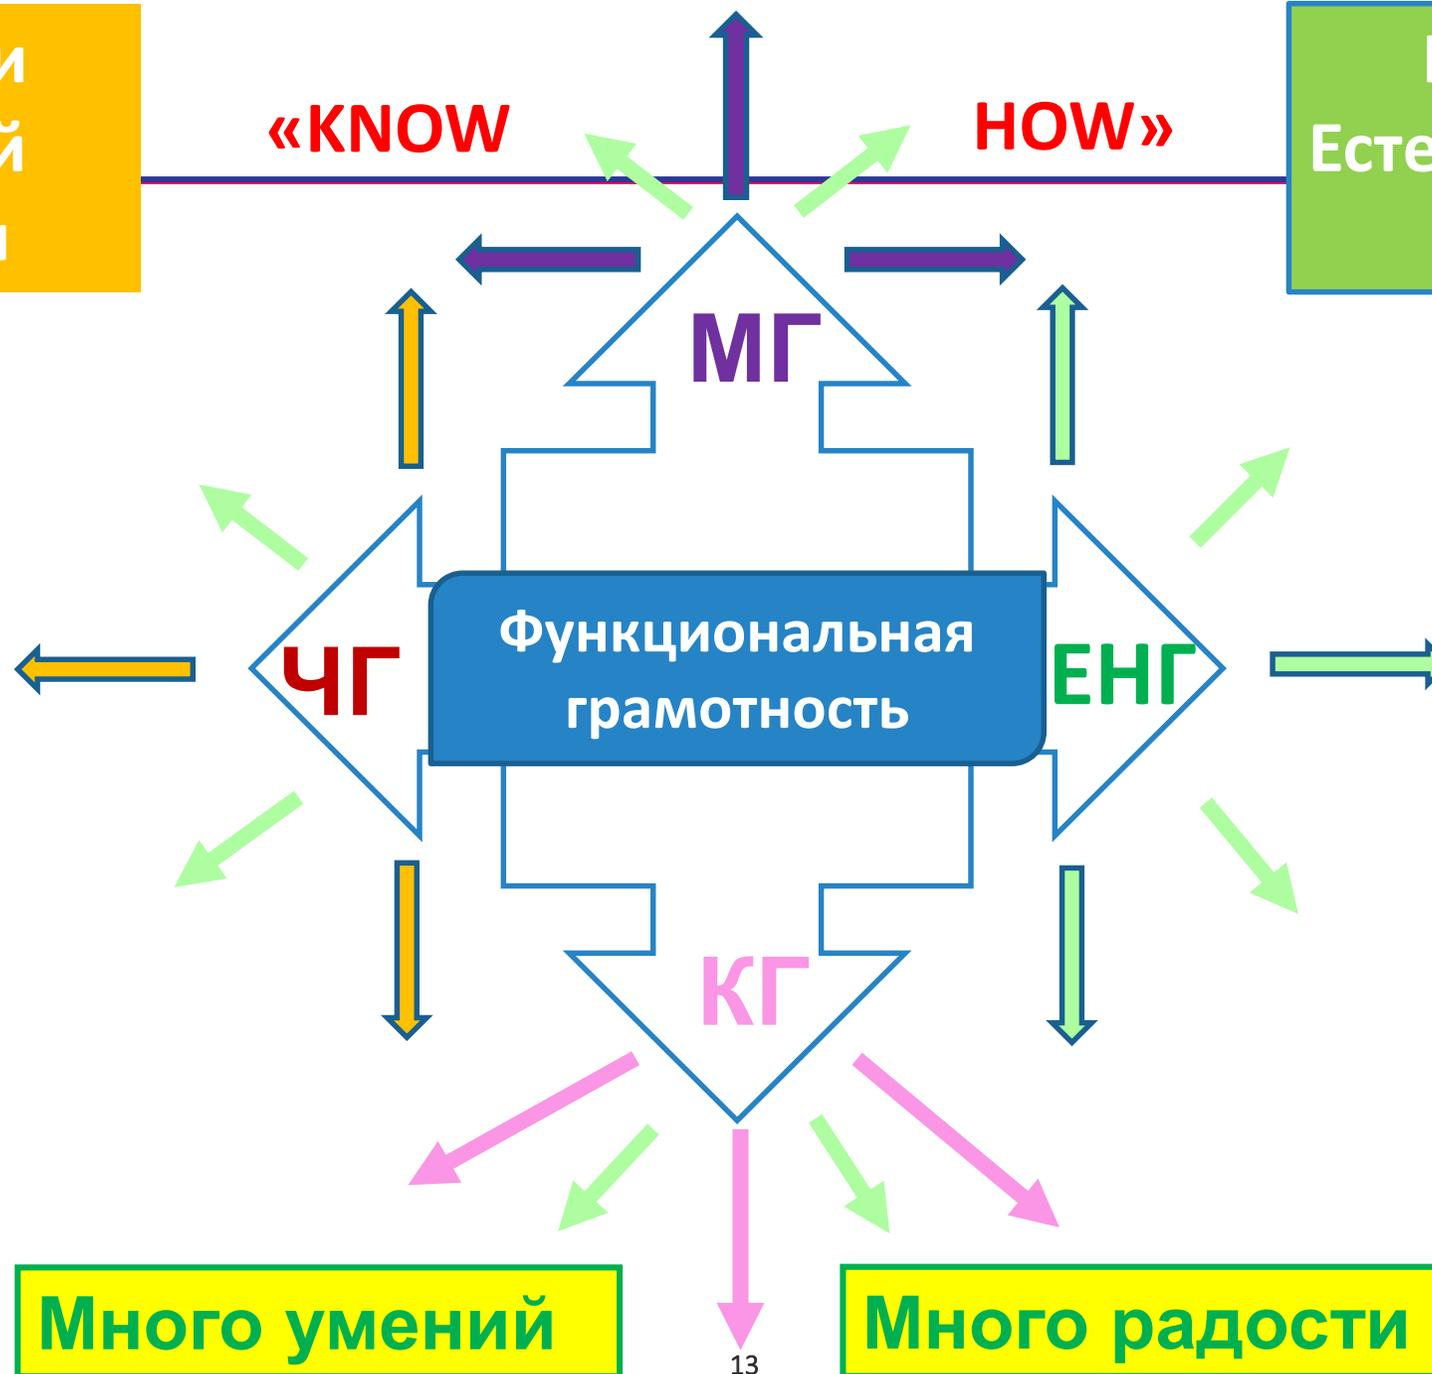 «KNOW HOW»
МГ
ЧГ
Функциональная
грамотность
ЕНГ
КГ
Много умений
Много радости
13